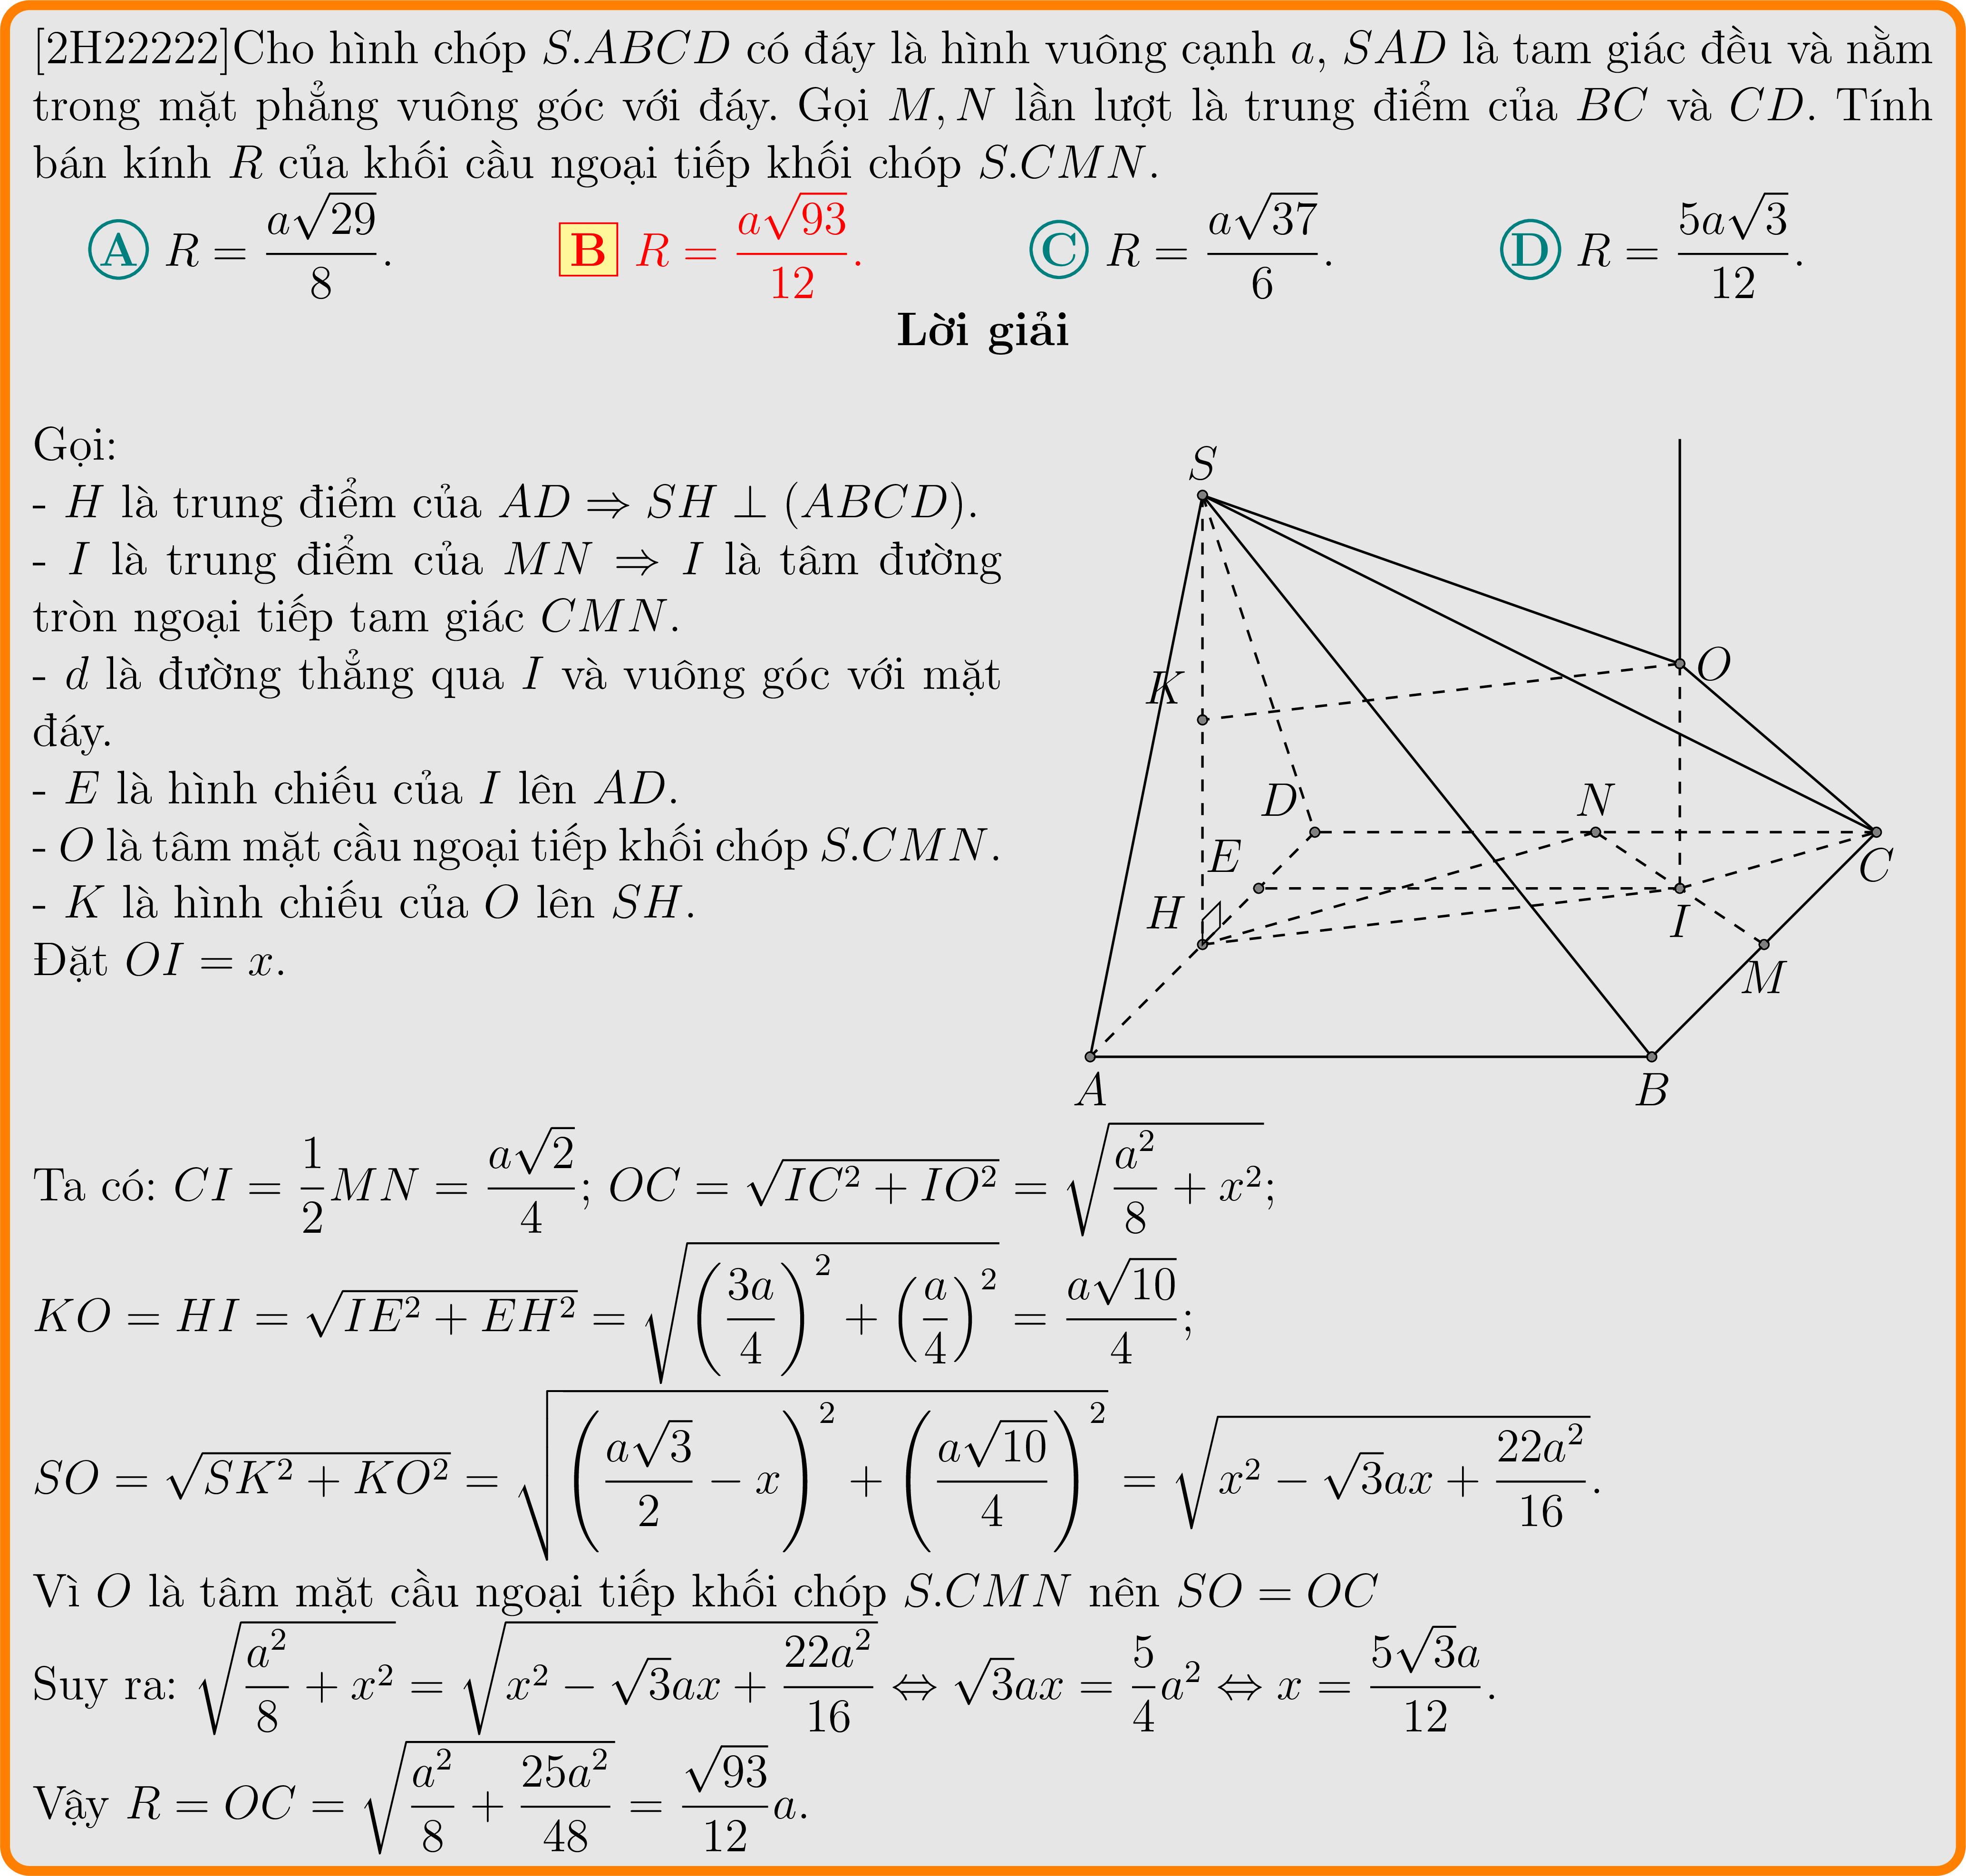 [2H22222]Cho hình chóp S.ABCD có đáy là hình vuông cạnh a, SAD là tam giác đều và nằm
trong mặt phẳng vuông góc với đáy. Gọi M, N lần lượt là trung điểm của BC và CD. Tính
bán kính R của khối cầu ngoại tiếp khối chóp S.CMN.
A R = \frac{a\sqrt{29}}{8}. B R = \frac{a\sqrt{93}}{12}. C R = \frac{a\sqrt{37}}{6}. D R = \frac{5a\sqrt{3}}{12}.
Lời giải
Gọi:
- H là trung điểm của AD ⇒ SH ⊥ (ABCD).
- I là trung điểm của MN ⇒ I là tâm đường
tròn ngoại tiếp tam giác CMN.
- d là đường thẳng qua I và vuông góc với mặt
đáy.
- E là hình chiếu của I lên AD.
- O là tâm mặt cầu ngoại tiếp khối chóp S.CMN.
- K là hình chiếu của O lên SH.
Đặt OI = x.
S
O
K
D
N
E
C
H
I
M
A
B
Ta có: CI = \frac{1}{2}MN = \frac{a\sqrt{2}}{4}; OC = \sqrt{IC^2 + IO^2} = \sqrt{\frac{a^2}{8} + x^2};
KO = HI = \sqrt{IE^2 + EH^2} = \sqrt{\left(\frac{3a}{4}\right)^2 + \left(\frac{a}{4}\right)^2} = \frac{a\sqrt{10}}{4};
SO = \sqrt{SK^2 + KO^2} = \sqrt{\left(\frac{a\sqrt{3}}{2} - x\right)^2 + \left(\frac{a\sqrt{10}}{4}\right)^2} = \sqrt{x^2 - \sqrt{3}ax + \frac{22a^2}{16}}.
Vì O là tâm mặt cầu ngoại tiếp khối chóp S.CMN nên SO = OC
Suy ra: \sqrt{\frac{a^2}{8} + x^2} = \sqrt{x^2 - \sqrt{3}ax + \frac{22a^2}{16}} ⇔ \sqrt{3}ax = \frac{5}{4}a^2 ⇔ x = \frac{5\sqrt{3}a}{12}.
Vậy R = OC = \sqrt{\frac{a^2}{8} + \frac{25a^2}{48}} = \frac{\sqrt{93}}{12}a.